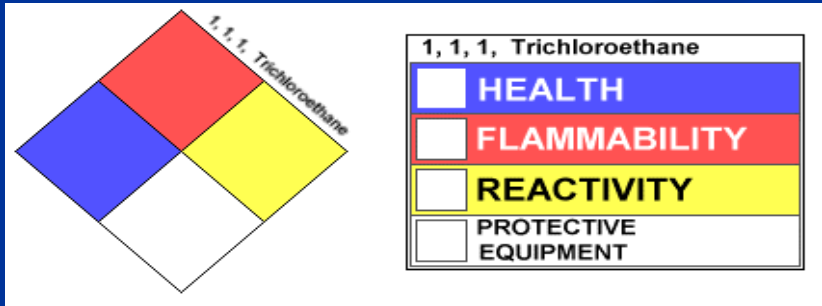 1, 1, 1, Trichloroethane
1, 1, 1, Trichloroethane
HEALTH
FLAMMABILITY
REACTIVITY
PROTECTIVE
EQUIPMENT